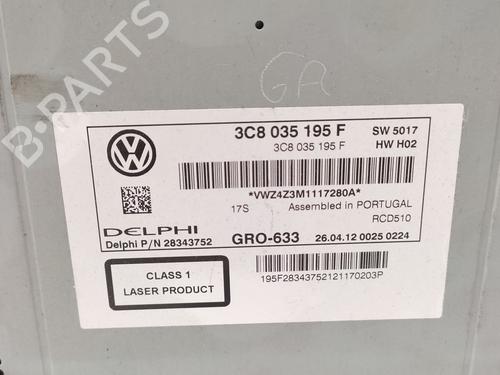 GA
B-PARTS
3C8 035 195 F SW 5017
3C8 035 195 F HW H02
*VWZ4Z3M1117280A*
17S Assembled in PORTUGAL
RCD510
DELPHI
Delphi P/N 28343752 GRO-633 26.04.12 0025 0224
CLASS 1
LASER PRODUCT
195F28343752121170203P